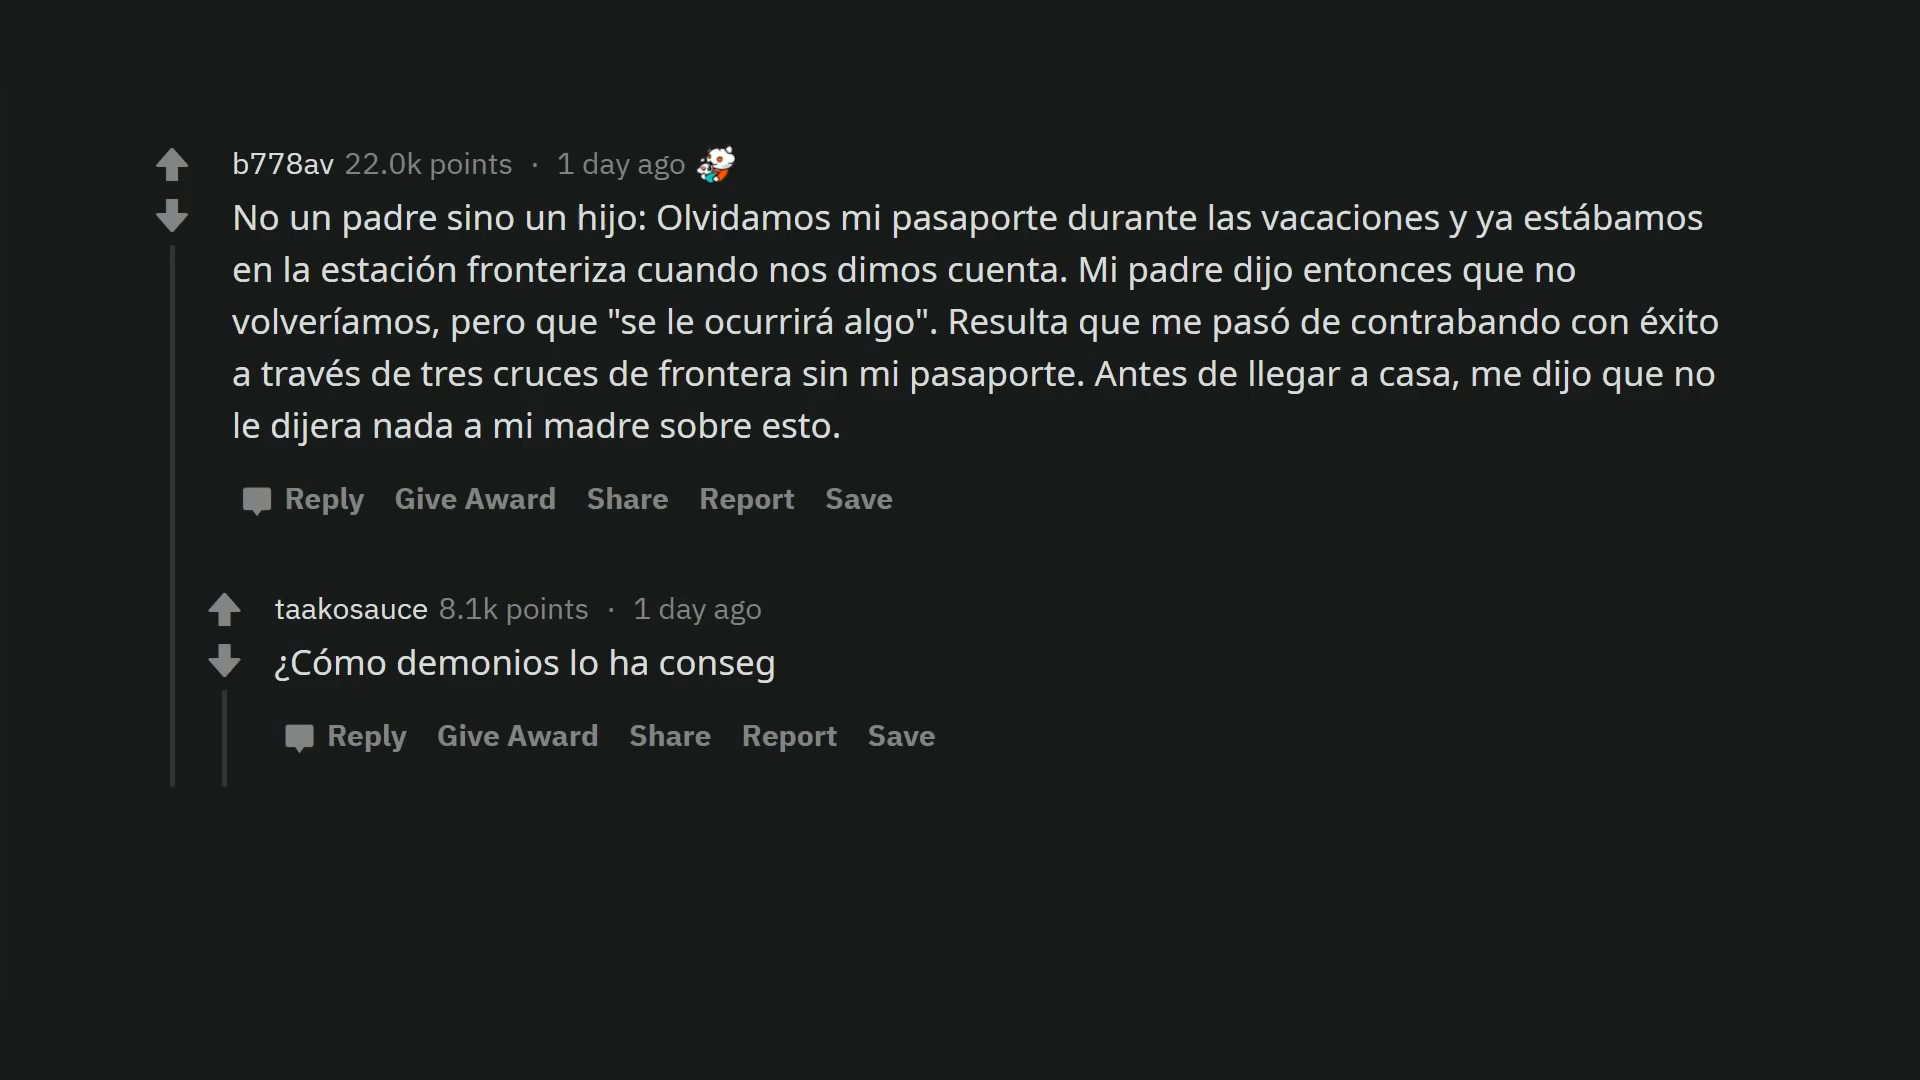 b778av 22.0k points · 1 day ago
No un padre sino un hijo: Olvidamos mi pasaporte durante las vacaciones y ya estábamos
en la estación fronteriza cuando nos dimos cuenta. Mi padre dijo entonces que no
volveríamos, pero que "se le ocurrirá algo". Resulta que me pasó de contrabando con éxito
a través de tres cruces de frontera sin mi pasaporte. Antes de llegar a casa, me dijo que no
le dijera nada a mi madre sobre esto.
Reply Give Award Share Report Save
taakosauce 8.1k points · 1 day ago
¿Cómo demonios lo ha conseg
Reply Give Award Share Report Save